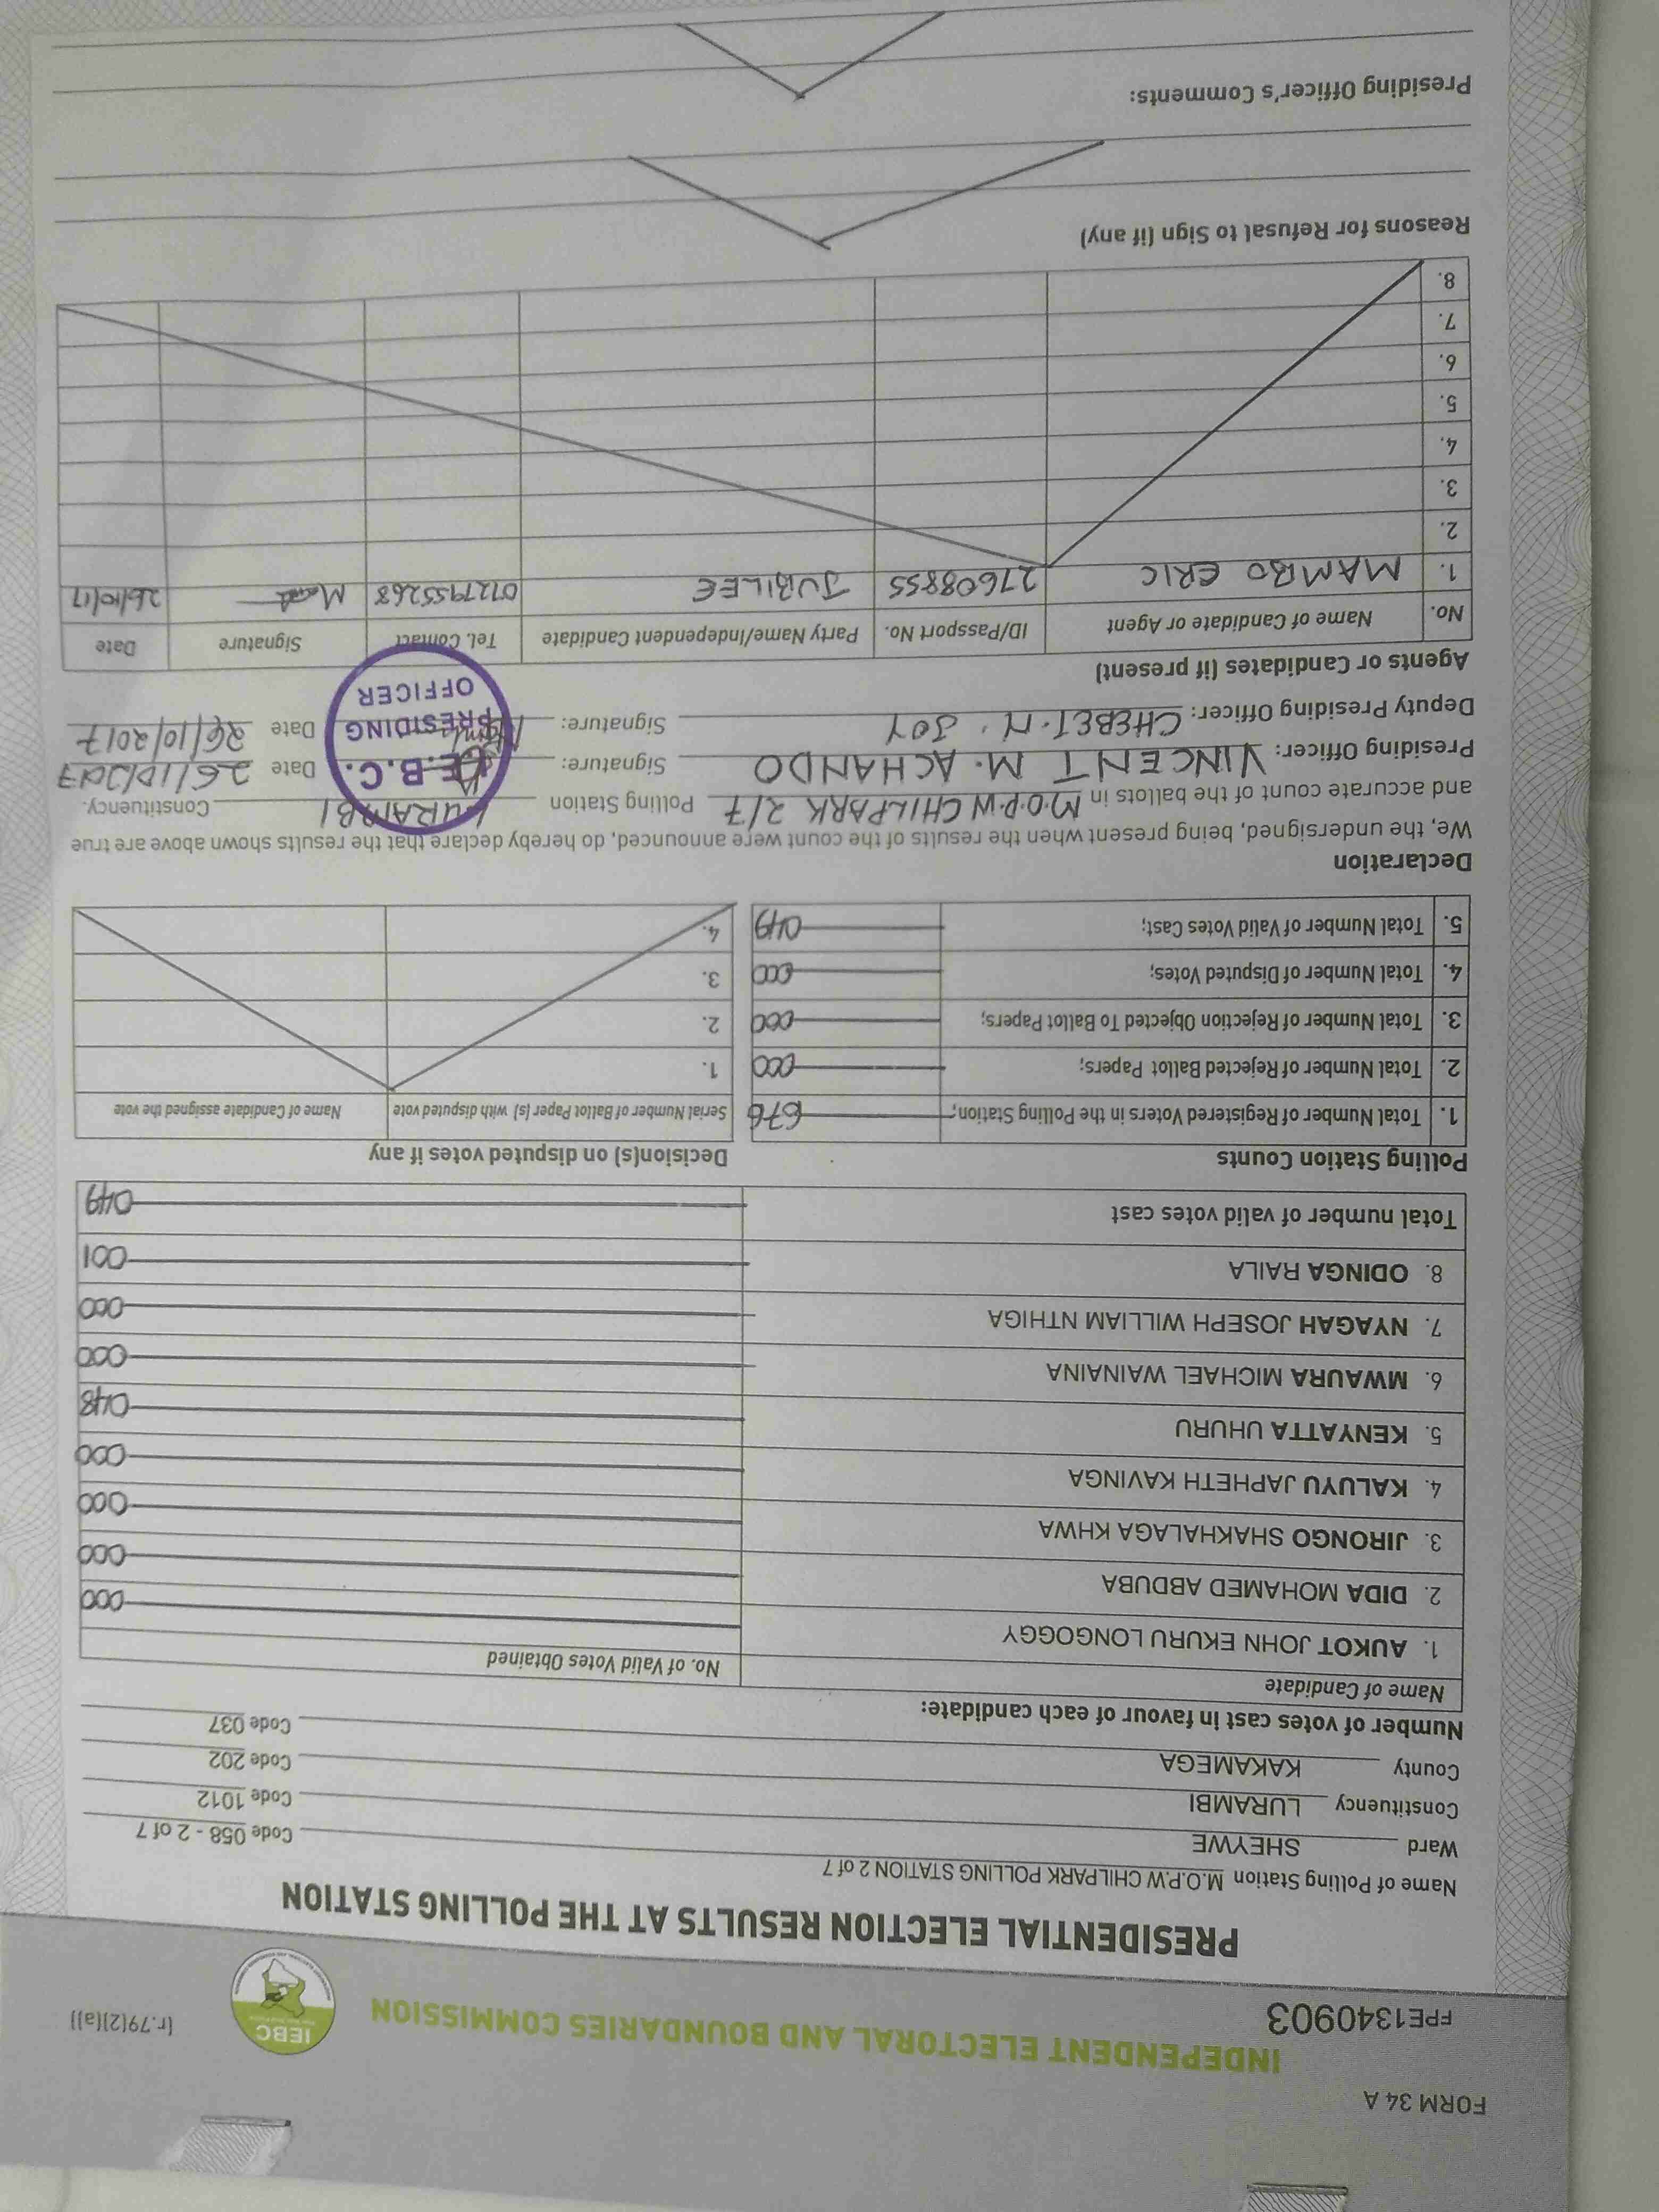 FORM 34 A
INDEPENDENT ELECTORAL AND BOUNDARIES COMMISSION
IEBC
(r.79(2)(a))
FPE1340903
PRESIDENTIAL ELECTION RESULTS AT THE POLLING STATION
Name of Polling Station M.O.P.W CHILPARK POLLING STATION 2 of 7
Ward SHEYWE Code 058 - 2 of 7
Constituency LURAMBI Code 1012
County KAKAMEGA Code 202
Code 037
Number of votes cast in favour of each candidate:
Name of Candidate No. of Valid Votes Obtained
1. AUKOT JOHN EKURU LONGOGGY 000
2. DIDA MOHAMED ABDUBA 000
3. JIRONGO SHAKHALAGA KHWA 000
4. KALUYU JAPHETH KAVINGA 000
5. KENYATTA UHURU 048
6. MWAURA MICHAEL WAINAINA 000
7. NYAGAH JOSEPH WILLIAM NTHIGA 000
8. ODINGA RAILA 001
Total number of valid votes cast 049
Polling Station Counts
1. Total Number of Registered Voters in the Polling Station; 676
2. Total Number of Rejected Ballot Papers; 000
3. Total Number of Rejection Objected To Ballot Papers; 000
4. Total Number of Disputed Votes; 000
5. Total Number of Valid Votes Cast; 049
Decision(s) on disputed votes if any
Serial Number of Ballot Paper (s) with disputed vote Name of Candidate assigned the vote
1.
2.
3.
4.
Declaration
We, the undersigned, being present when the results of the count were announced, do hereby declare that the results shown above are true
and accurate count of the ballots in M.O.P.W CHILPARK 2/7 Polling Station LURAMBI Constituency.
Presiding Officer: VINCENT M. ACHANDO Signature: Date 26/10/2017
Deputy Presiding Officer: CHEBET.M. JOY Signature: Date 26/10/2017
I.E.B.C.
PRESIDING
OFFICER
Agents or Candidates (if present)
No. Name of Candidate or Agent ID/Passport No. Party Name/Independent Candidate Tel. Contact Signature Date
1. MAMBO ERIC 27608855 JUBILEE 0727955268 26/10/17
2.
3.
4.
5.
6.
7.
8.
Reasons for Refusal to Sign (if any)
Presiding Officer's Comments: